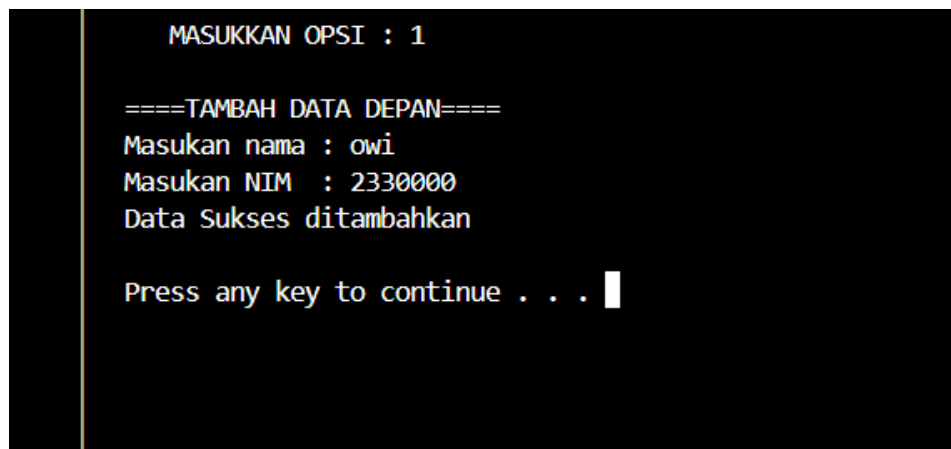 MASUKKAN OPSI : 1
====TAMBAH DATA DEPAN====
Masukan nama : owi
Masukan NIM  : 2330000
Data Sukses ditambahkan
Press any key to continue . . .